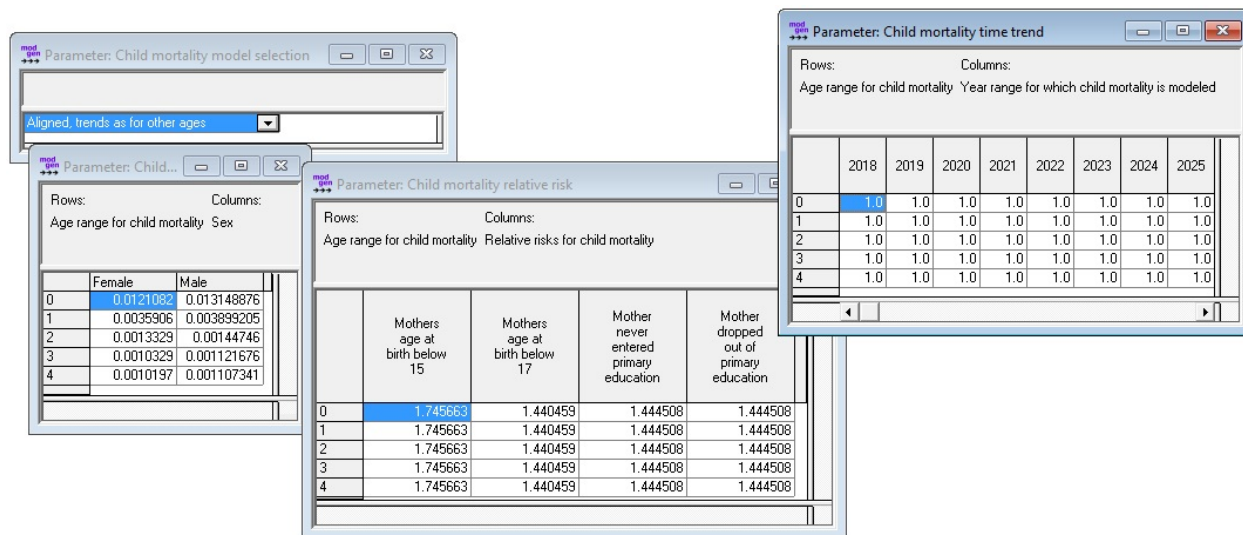 mod gen Parameter: Child mortality model selection
Aligned, trends as for other ages
mod gen Parameter: Child...
Rows: Columns:
Age range for child mortality Sex
Female Male
0 0.0121082 0.013148876
1 0.0035906 0.003899205
2 0.0013329 0.00144746
3 0.0010329 0.001121676
4 0.0010197 0.001107341
mod gen Parameter: Child mortality relative risk
Rows: Columns:
Age range for child mortality Relative risks for child mortality
Mothers age at birth below 15 Mothers age at birth below 17 Mother never entered primary education Mother dropped out of primary education
0 1.745663 1.440459 1.444508 1.444508
1 1.745663 1.440459 1.444508 1.444508
2 1.745663 1.440459 1.444508 1.444508
3 1.745663 1.440459 1.444508 1.444508
4 1.745663 1.440459 1.444508 1.444508
mod gen Parameter: Child mortality time trend
Rows: Columns:
Age range for child mortality Year range for which child mortality is modeled
2018 2019 2020 2021 2022 2023 2024 2025
0 1.0 1.0 1.0 1.0 1.0 1.0 1.0 1.0
1 1.0 1.0 1.0 1.0 1.0 1.0 1.0 1.0
2 1.0 1.0 1.0 1.0 1.0 1.0 1.0 1.0
3 1.0 1.0 1.0 1.0 1.0 1.0 1.0 1.0
4 1.0 1.0 1.0 1.0 1.0 1.0 1.0 1.0